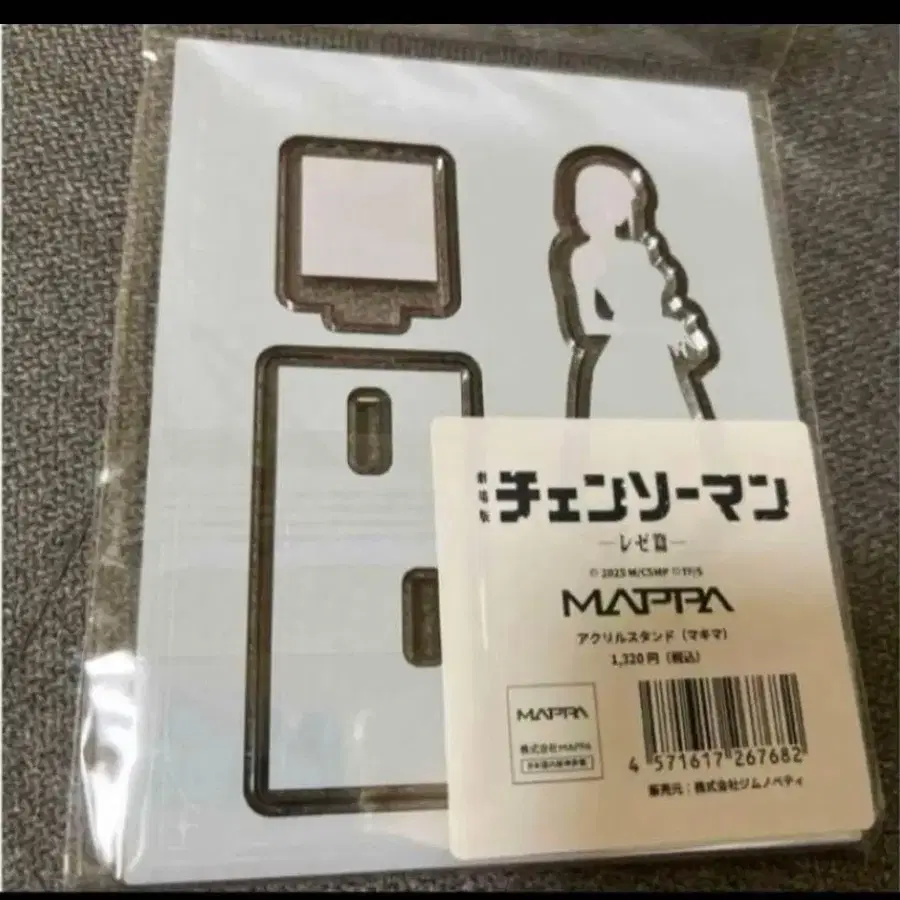 劇場版
チェンソーマン
—レゼ篇—
© 2025 M/CSMP ©TF/S
MAPPA
アクリルスタンド（マキマ）
1,320円（税込）
MAPPA
株式会社MAPPA
4 571617 267682
販売元：株式会社ジムノペティ